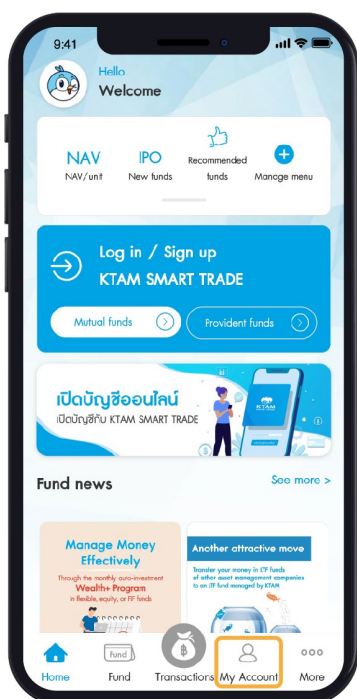 9:41
Hello
Welcome
NAV
IPO
NAV/unit
New funds
Recommended
funds
Manage menu
Log in / Sign up
KTAM SMART TRADE
Mutual funds
Provident funds
เปิดบัญชีออนไลน์
เปิดบัญชีกับ KTAM SMART TRADE
KTAM
Fund news
See more >
Manage Money
Effectively
Through the monthly auto-investment
Wealth+ Program
in flexible, equity, or FIF funds
Another attractive move
Transfer your money in LTF funds
of other asset management companies
to an LTF fund managed by KTAM
Fund
฿
Home
Fund
Transactions
My Account
More